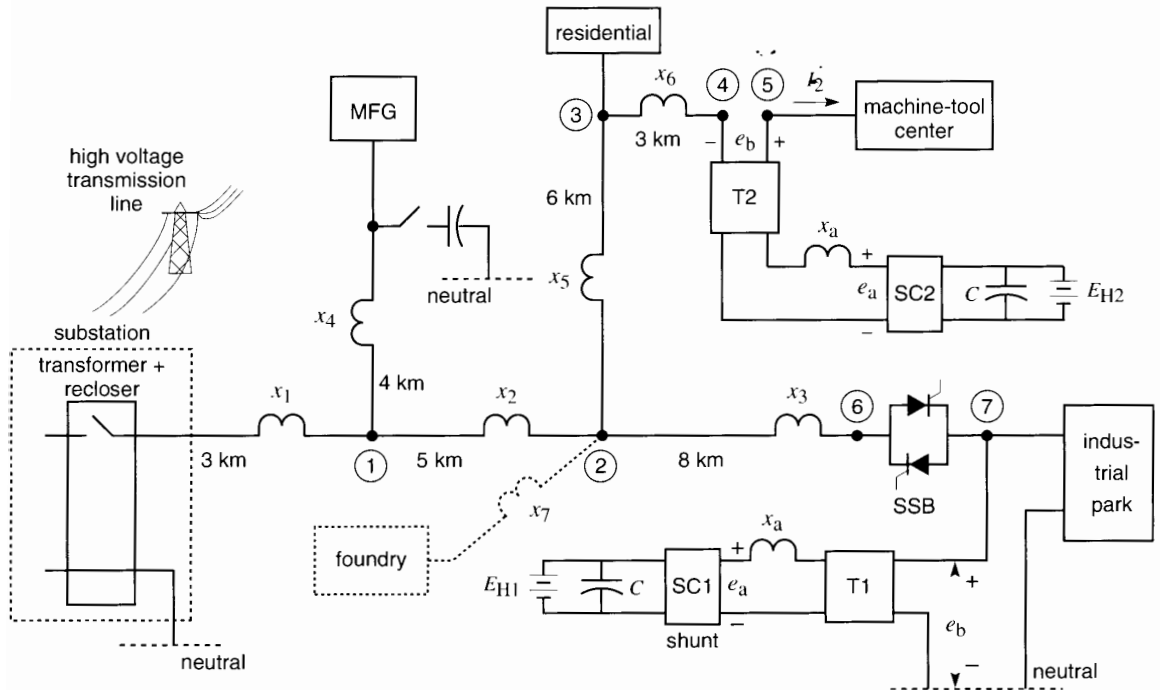 residential
MFG
x6
4
5
I2
machine-tool
center
3
3 km
−
eb
+
high voltage
transmission
line
T2
6 km
xa
+
neutral
x5
ea
SC2
C
EH2
−
x4
substation
transformer +
recloser
4 km
x1
x2
x3
6
7
3 km
1
5 km
2
8 km
indus-
trial
park
SSB
x7
foundry
xa
+
EH1
C
SC1
ea
T1
+
−
eb
shunt
−
neutral
neutral